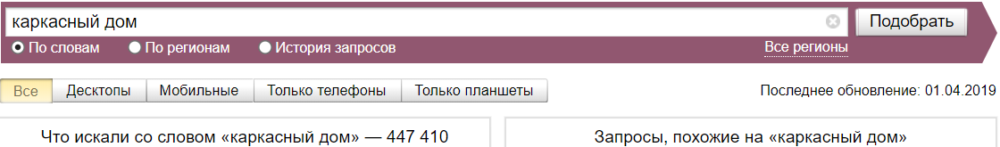 каркасный дом Подобрать
По словам По регионам История запросов Все регионы
Все Десктопы Мобильные Только телефоны Только планшеты Последнее обновление: 01.04.2019
Что искали со словом «каркасный дом» — 447 410 Запросы, похожие на «каркасный дом»